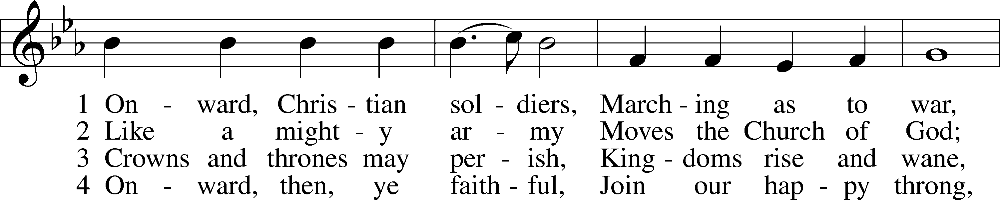 1 On - ward, Chris - tian sol - diers, March - ing as to war,
2 Like a might - y ar - my Moves the Church of God;
3 Crowns and thrones may per - ish, King - doms rise and wane,
4 On - ward, then, ye faith - ful, Join our hap - py throng,